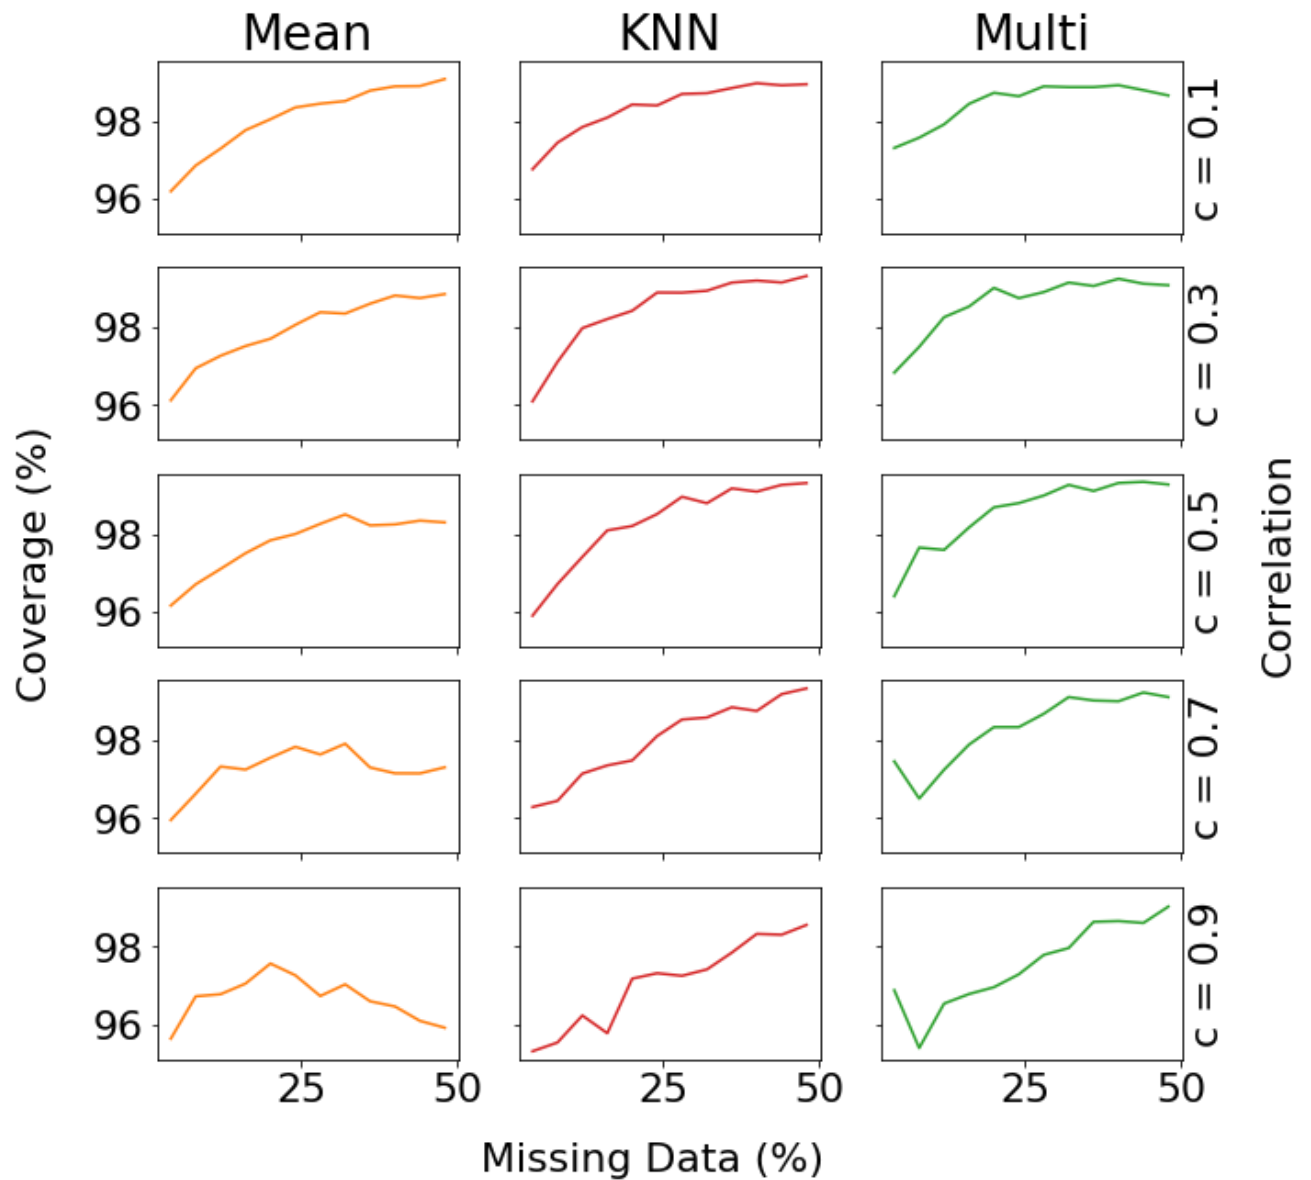 Mean KNN Multi
98
96
c = 0.1
98
96
c = 0.3
Coverage (%)
98
96
c = 0.5
Correlation
98
96
c = 0.7
98
96
c = 0.9
25 50 25 50 25 50
Missing Data (%)